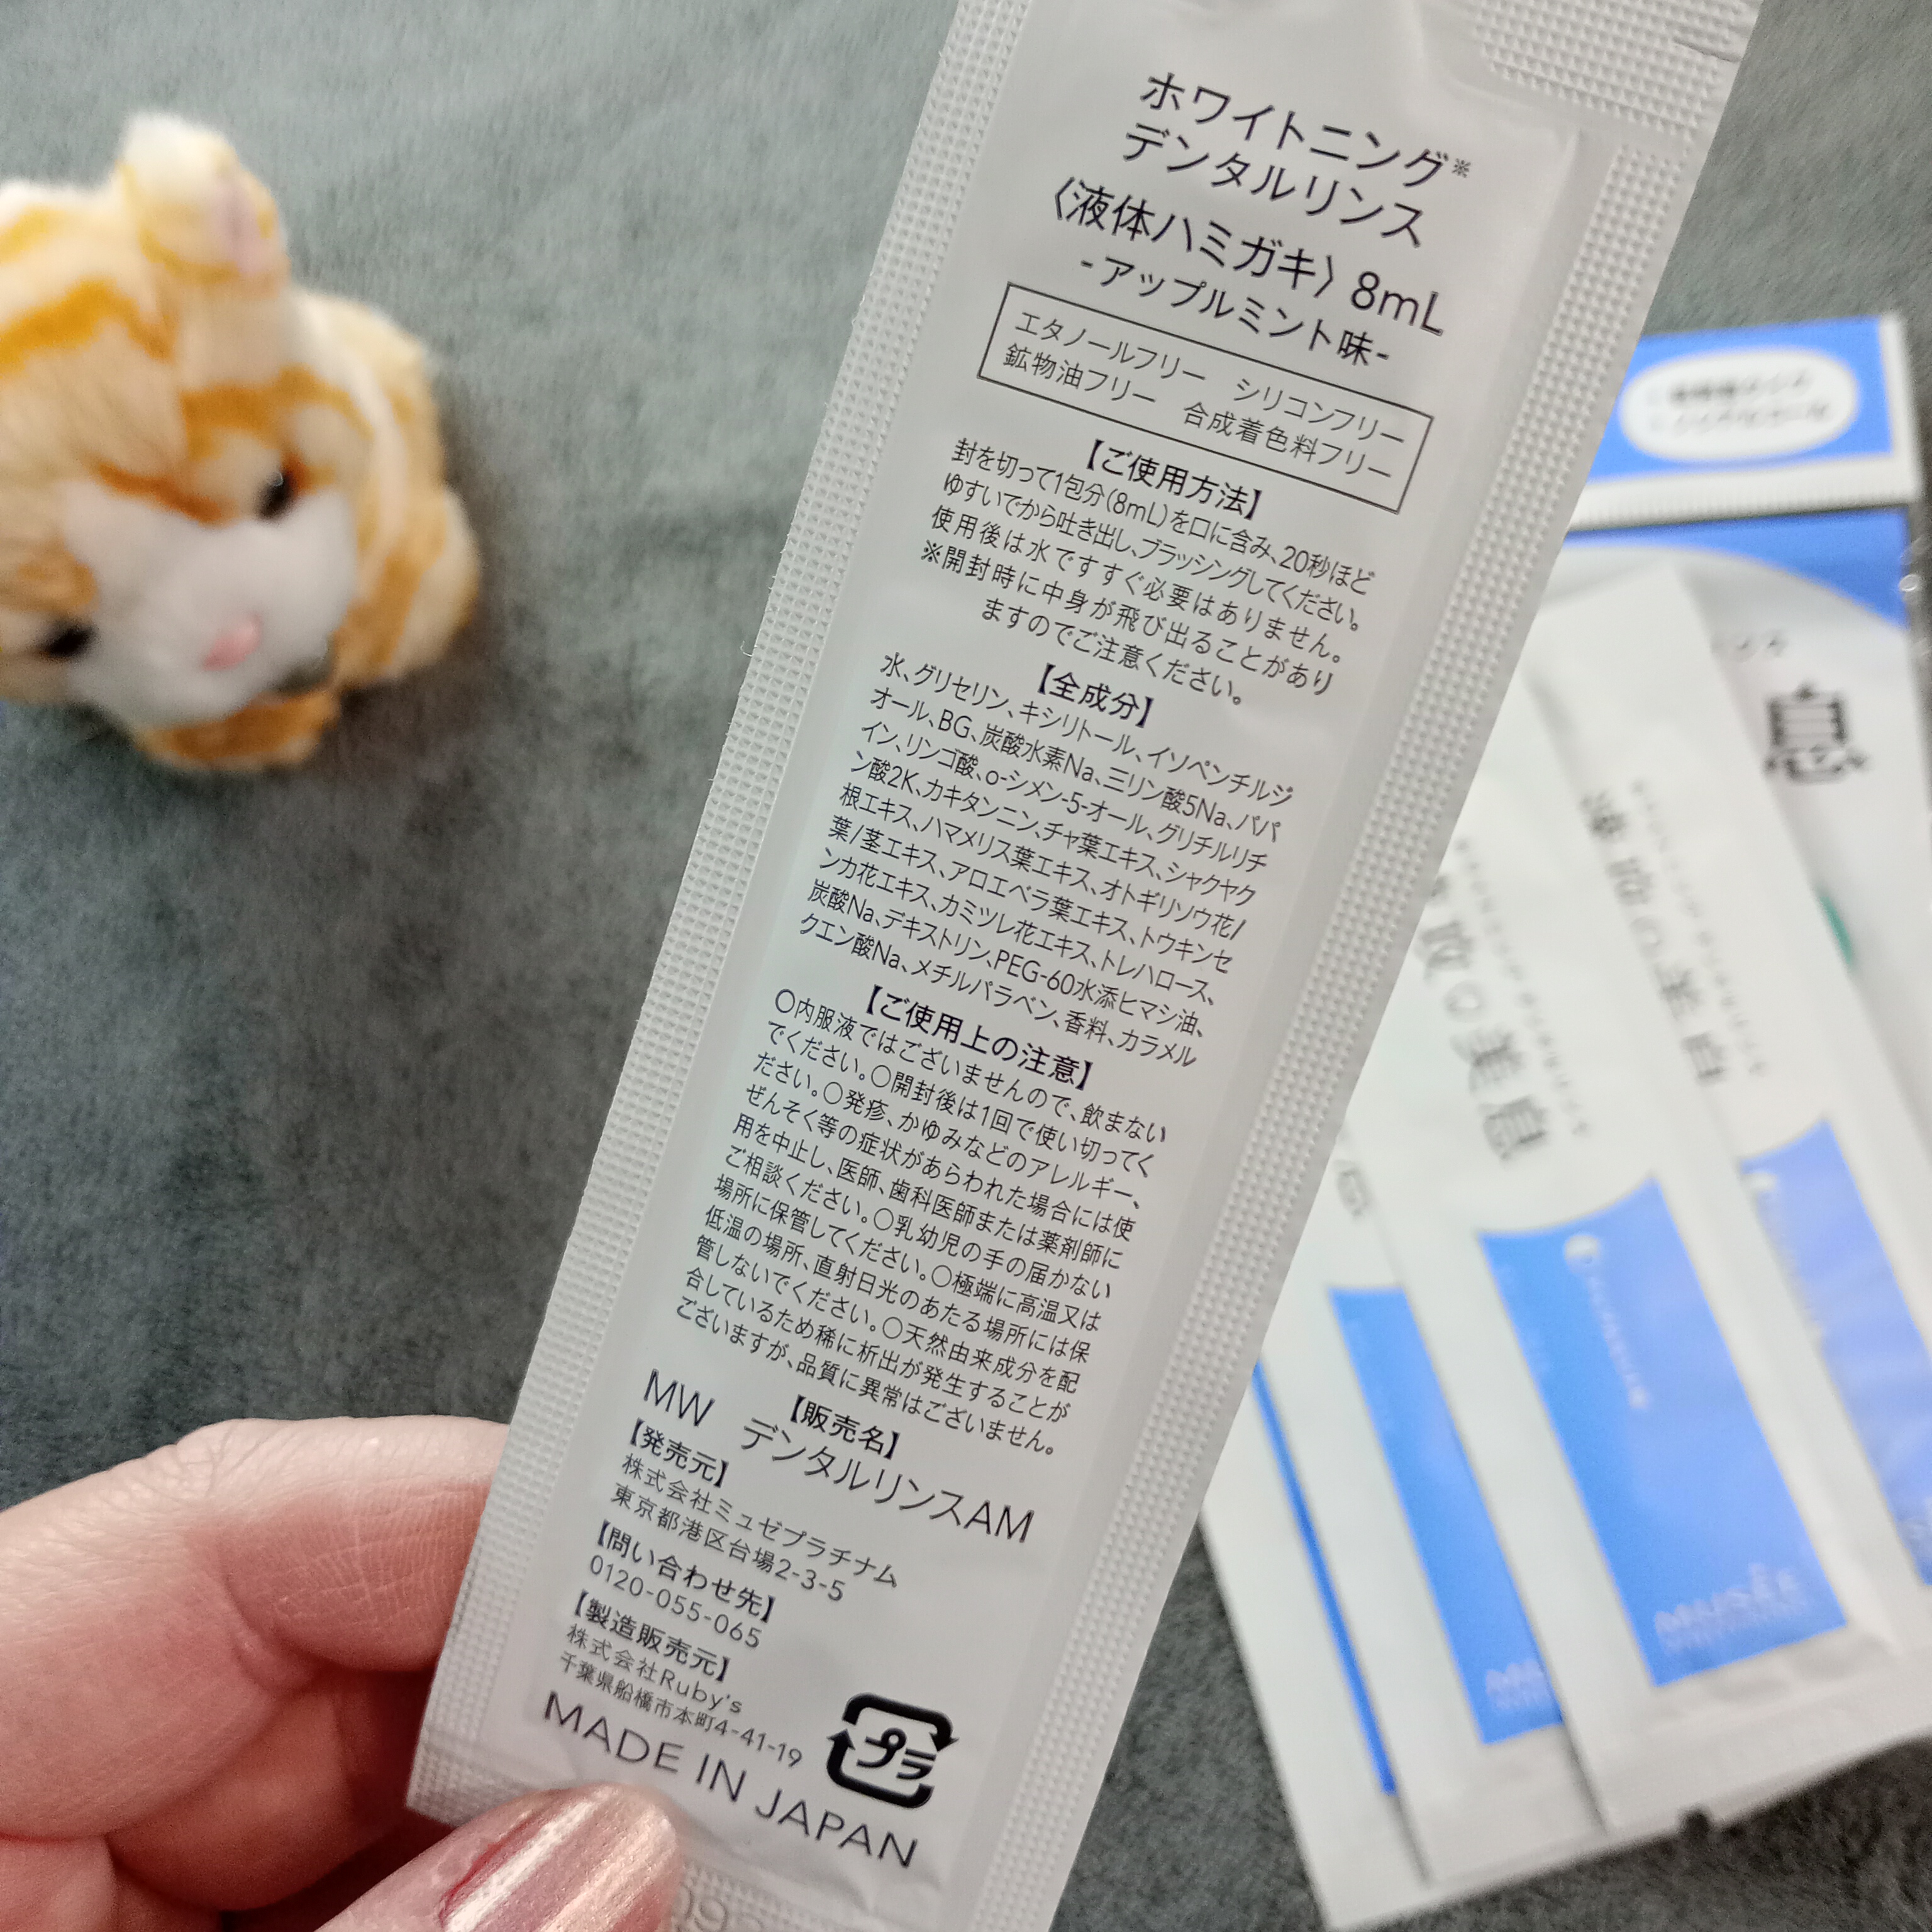 ホワイトニング※
デンタルリンス
〈液体ハミガキ〉8mL
-アップルミント味-
エタノールフリー シリコンフリー
鉱物油フリー 合成着色料フリー
【ご使用方法】
封を切って1包分(8mL)を口に含み、20秒ほど
ゆすいでから吐き出し、ブラッシングしてください。
使用後は水ですすぐ必要はありません。
※開封時に中身が飛び出ることがあり
ますのでご注意ください。
【全成分】
水、グリセリン、キシリトール、イソペンチルジ
オール、BG、炭酸水素Na、三リン酸5Na、パパ
イン、リンゴ酸、o-シメン-5-オール、グリチルリチ
ン酸2K、カキタンニン、チャ葉エキス、シャクヤク
根エキス、ハマメリス葉エキス、オトギリソウ花/
葉/茎エキス、アロエベラ葉エキス、トウキンセ
ンカ花エキス、カミツレ花エキス、トレハロース、
炭酸Na、デキストリン、PEG-60水添ヒマシ油、
クエン酸Na、メチルパラベン、香料、カラメル
【ご使用上の注意】
〇内服液ではございませんので、飲まない
でください。〇開封後は1回で使い切ってく
ださい。〇発疹、かゆみなどのアレルギー、
ぜんそく等の症状があらわれた場合には使
用を中止し、医師、歯科医師または薬剤師に
ご相談ください。〇乳幼児の手の届かない
場所に保管してください。〇極端に高温又は
低温の場所、直射日光のあたる場所には保
管しないでください。〇天然由来成分を配
合しているため稀に析出が発生することが
ございますが、品質に異常はございません。
【販売名】
MW デンタルリンスAM
【発売元】
株式会社ミュゼプラチナム
東京都港区台場2-3-5
【問い合わせ先】
0120-055-065
【製造販売元】
株式会社Ruby's
千葉県船橋市本町4-41-19
プラ
MADE IN JAPAN
息
の美息
の美白
MUSÉE